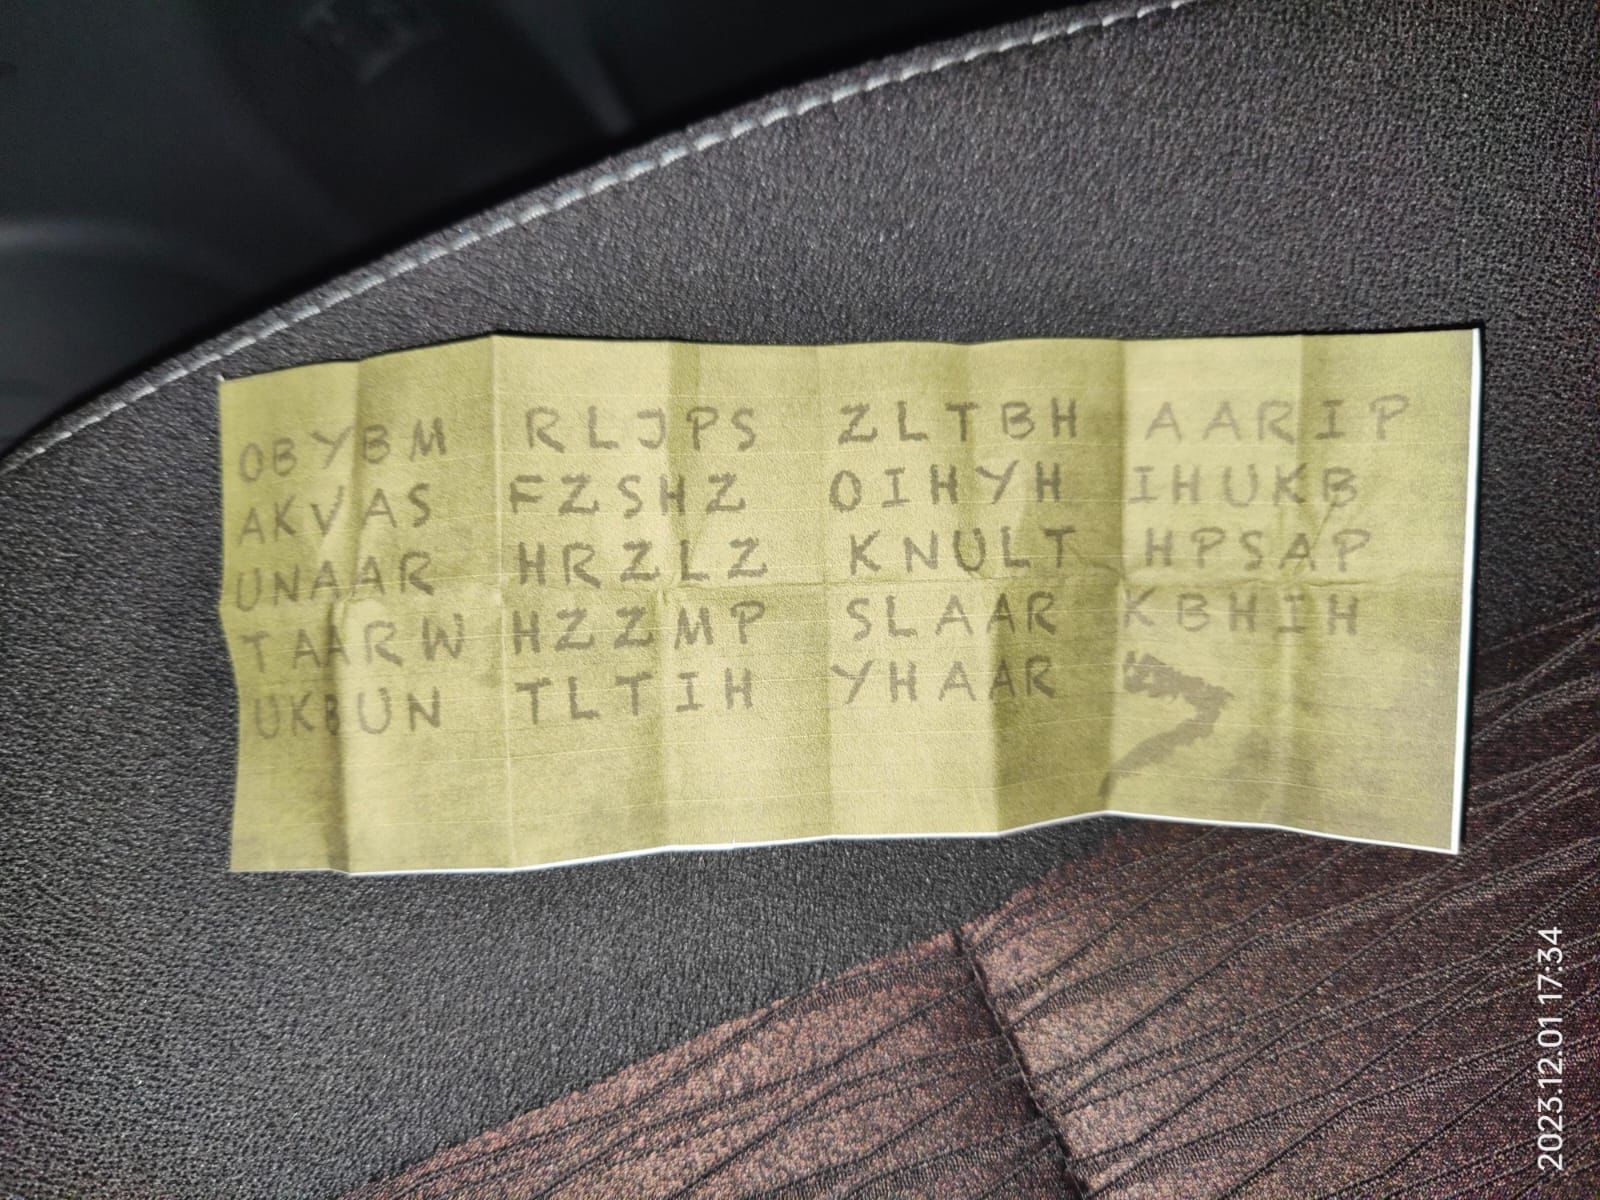 OBYBM RLJPS ZLTBH AARIP
AKVAS FZSHZ OIHYH IHUKB
UNAAR HRZLZ KNULT HPSAP
TAARW HZZMP SLAAR KBHIH
UKBUN TLTIH YHAAR
2023.12.01 17:34